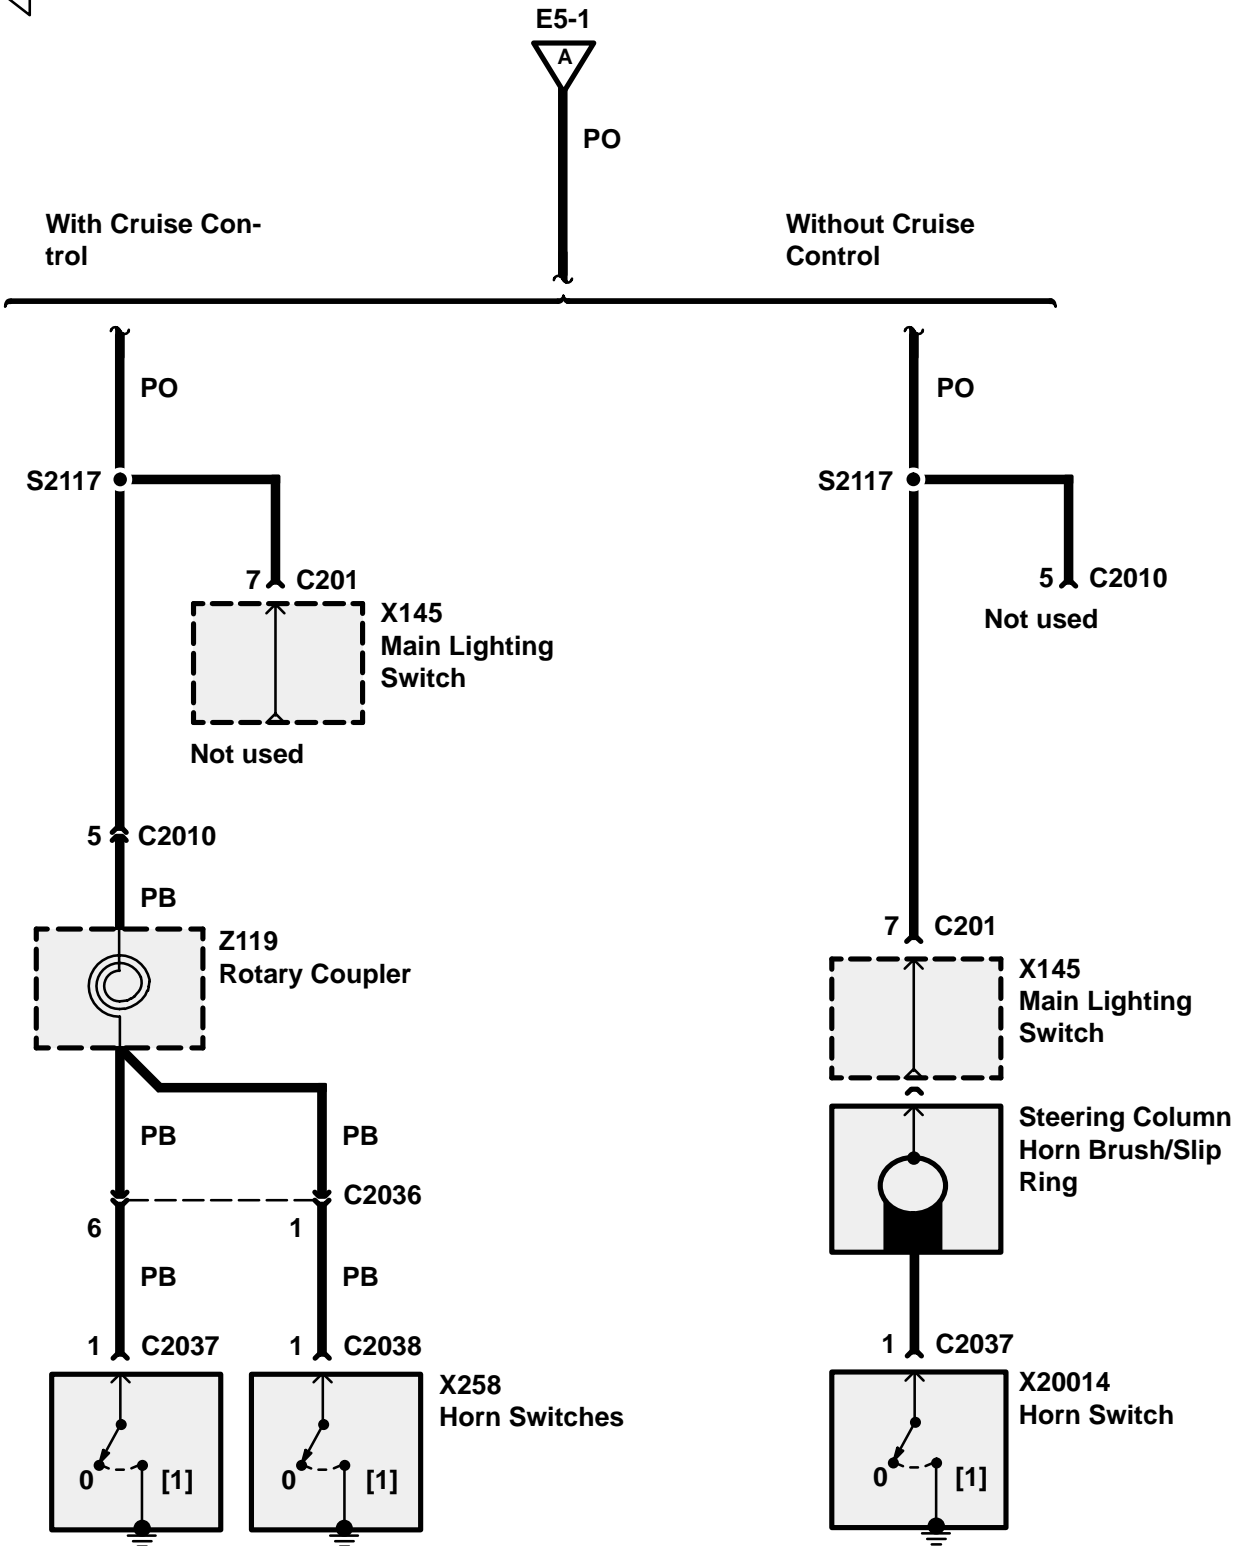 E5-1
A
PO
With Cruise Con-
trol
Without Cruise
Control
PO
PO
S2117
S2117
7 C201
X145
Main Lighting
Switch
Not used
5 C2010
Not used
5 C2010
PB
Z119
Rotary Coupler
7 C201
X145
Main Lighting
Switch
Steering Column
Horn Brush/Slip
Ring
PB
PB
C2036
6
1
PB
PB
1 C2037
1 C2038
X258
Horn Switches
0 [1]
0 [1]
1 C2037
X20014
Horn Switch
0 [1]